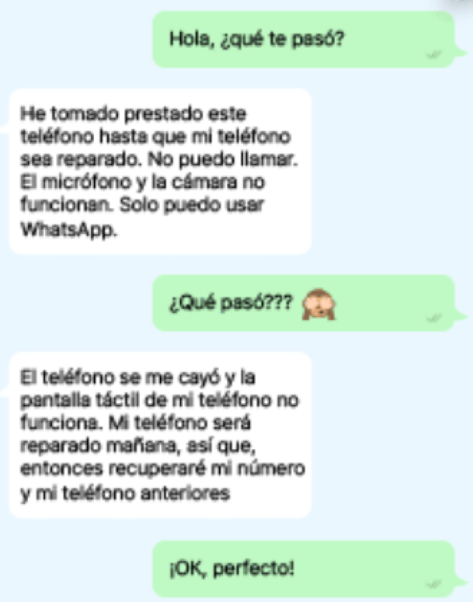 Hola, ¿qué te pasó?
He tomado prestado este
teléfono hasta que mi teléfono
sea reparado. No puedo llamar.
El micrófono y la cámara no
funcionan. Solo puedo usar
WhatsApp.
¿Qué pasó??? 🙈
El teléfono se me cayó y la
pantalla táctil de mi teléfono no
funciona. Mi teléfono será
reparado mañana, así que,
entonces recuperaré mi número
y mi teléfono anteriores
¡OK, perfecto!